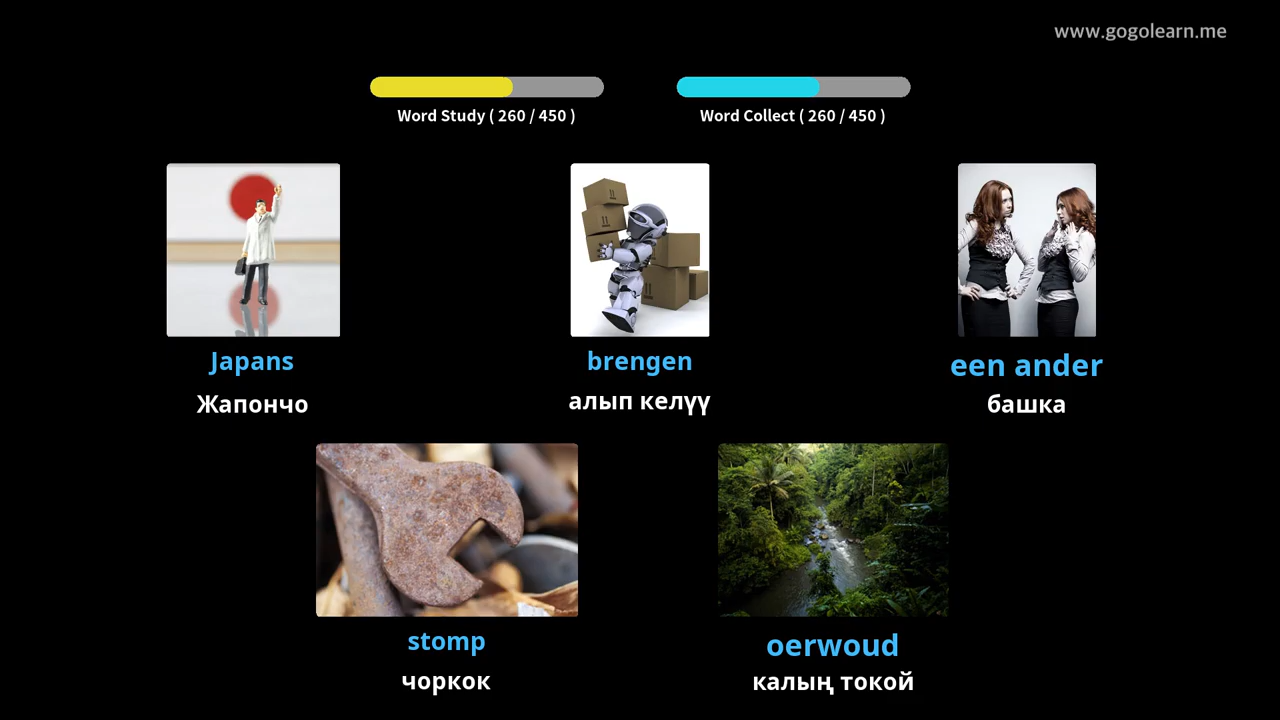 www.gogolearn.me
Word Study ( 260 / 450 )
Word Collect ( 260 / 450 )
Japans
Жапончо
brengen
алып келүү
een ander
башка
stomp
чоркок
oerwoud
калың токой